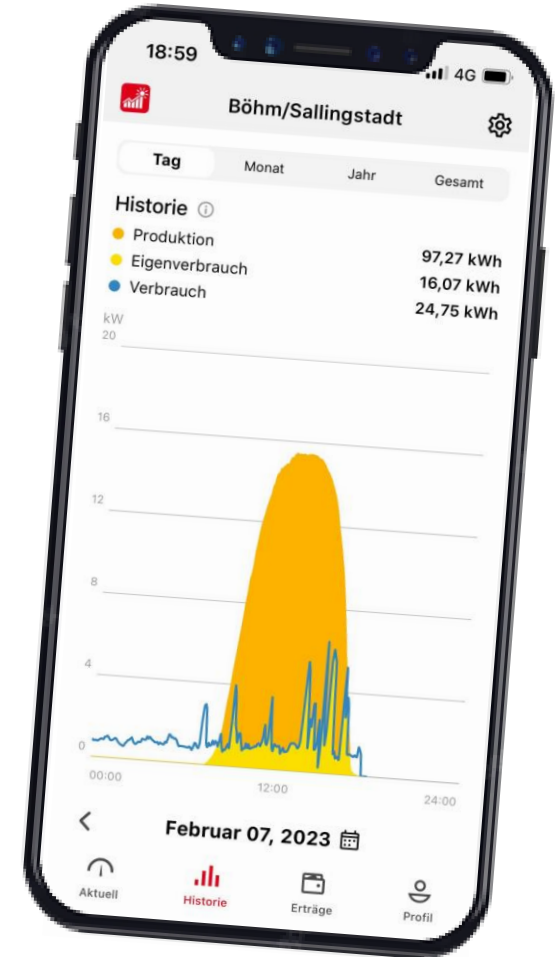 18:59
4G
Böhm/Sallingstadt
Tag Monat Jahr Gesamt
Historie
Produktion 97,27 kWh
Eigenverbrauch 16,07 kWh
Verbrauch 24,75 kWh
kW
20
16
12
8
4
0
00:00 12:00 24:00
Februar 07, 2023
Aktuell Historie Erträge Profil